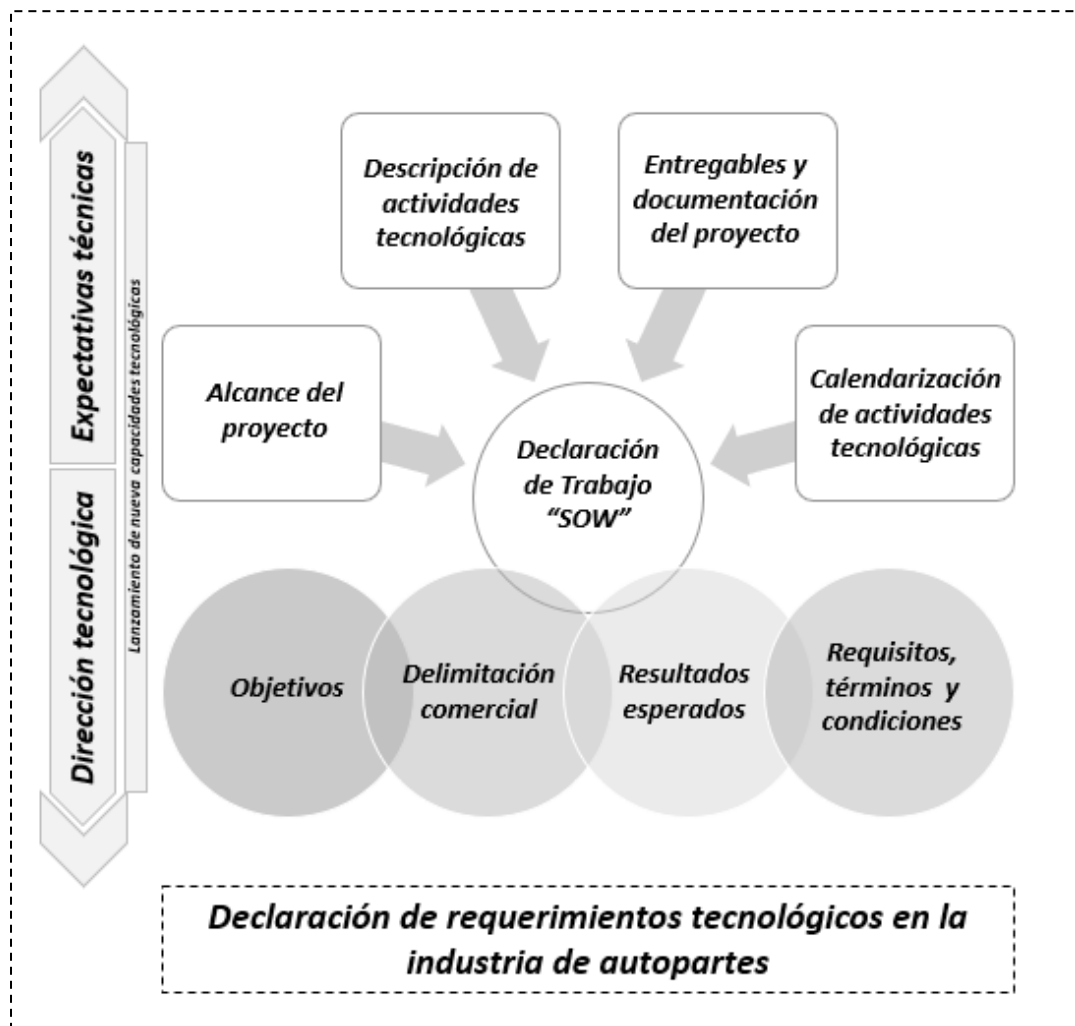 Expectativas técnicas
Dirección tecnológica
Lanzamiento de nueva capacidades tecnológicas
Descripción de
actividades
tecnológicas
Entregables y
documentación
del proyecto
Alcance del
proyecto
Calendarización
de actividades
tecnológicas
Declaración
de Trabajo
“SOW”
Objetivos
Delimitación
comercial
Resultados
esperados
Requisitos,
términos y
condiciones
Declaración de requerimientos tecnológicos en la
industria de autopartes